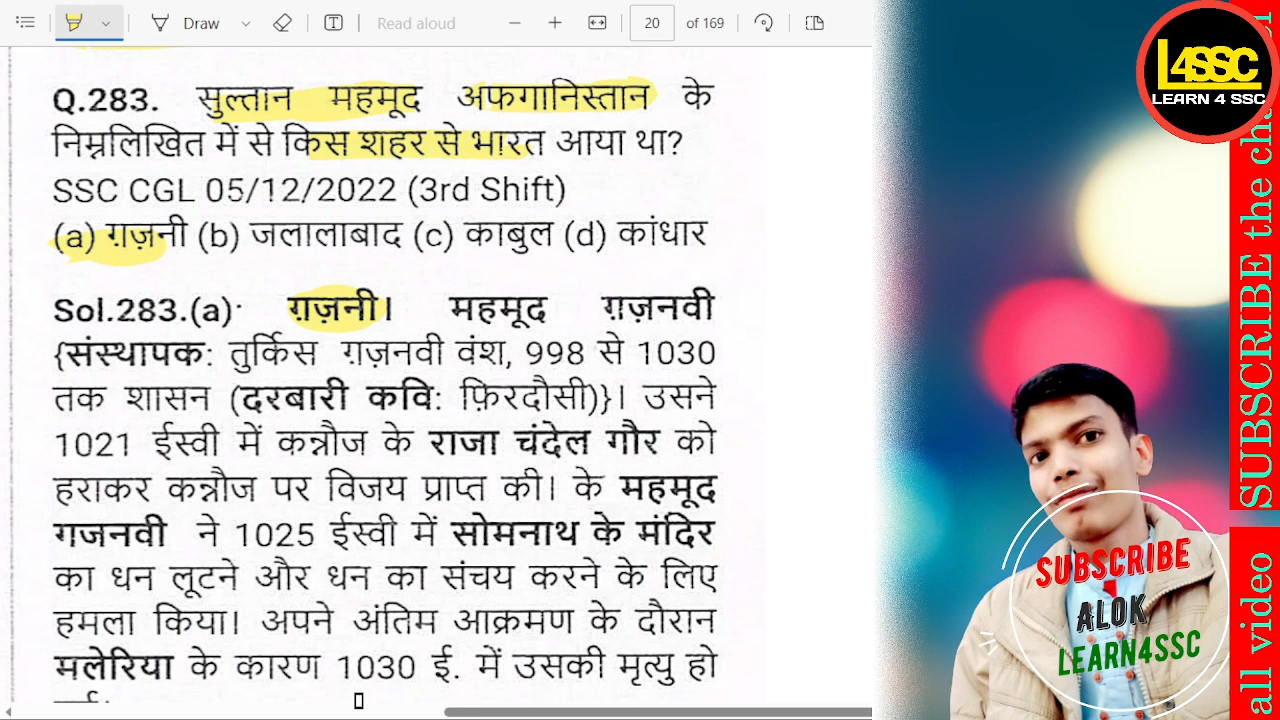 Draw
Read aloud
20
of 169
Q.283. सुल्तान महमूद अफगानिस्तान के
निम्नलिखित में से किस शहर से भारत आया था?
SSC CGL 05/12/2022 (3rd Shift)
(a) ग़ज़नी (b) जलालाबाद (c) काबुल (d) कांधार
Sol.283.(a)· ग़ज़नी। महमूद ग़ज़नवी
{संस्थापक: तुर्किस ग़ज़नवी वंश, 998 से 1030
तक शासन (दरबारी कवि: फ़िरदौसी)}। उसने
1021 ईस्वी में कन्नौज के राजा चंदेल गौर को
हराकर कन्नौज पर विजय प्राप्त की। के महमूद
गजनवी ने 1025 ईस्वी में सोमनाथ के मंदिर
का धन लूटने और धन का संचय करने के लिए
हमला किया। अपने अंतिम आक्रमण के दौरान
मलेरिया के कारण 1030 ई. में उसकी मृत्यु हो
L4SSC
LEARN 4 SSC
SUBSCRIBE the
all video
SUBSCRIBE
ALOK
LEARN4SSC